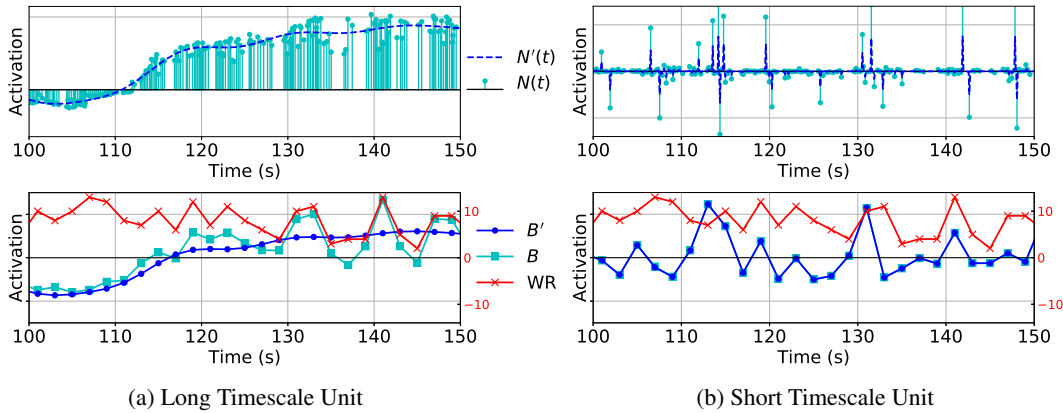 Activation
100 110 120 130 140 150
Time (s)
N′(t)
N(t)
Activation
100 110 120 130 140 150
Time (s)
Activation
10
0
−10
100 110 120 130 140 150
Time (s)
B′
B
WR
Activation
10
0
−10
100 110 120 130 140 150
Time (s)
(a) Long Timescale Unit
(b) Short Timescale Unit